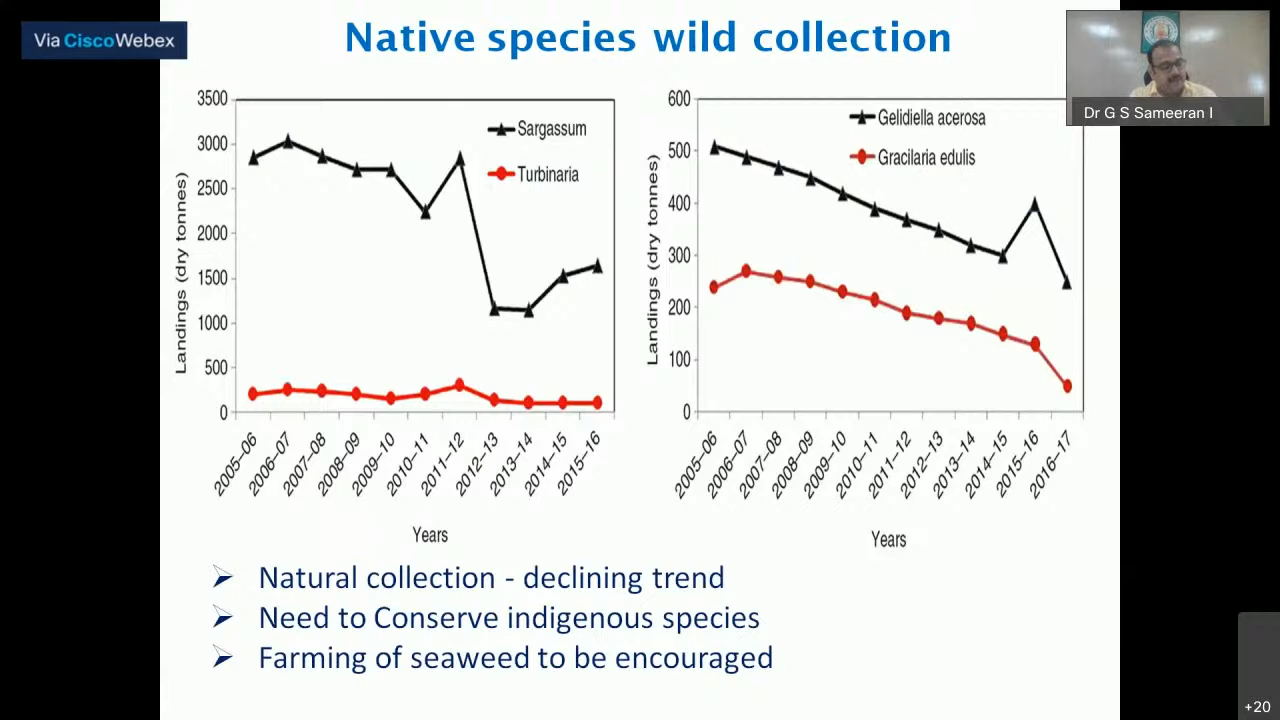 Via Cisco Webex
Native species wild collection
Dr G S Sameeran I
3500
3000
2500
2000
1500
1000
500
0
Landings (dry tonnes)
Sargassum
Turbinaria
2005–06
2006–07
2007–08
2008–09
2009–10
2010–11
2011–12
2012–13
2013–14
2014–15
2015–16
Years
600
500
400
300
200
100
0
Landings (dry tonnes)
Gelidiella acerosa
Gracilaria edulis
2005–06
2006–07
2007–08
2008–09
2009–10
2010–11
2011–12
2012–13
2013–14
2014–15
2015–16
2016–17
Years
Natural collection - declining trend
Need to Conserve indigenous species
Farming of seaweed to be encouraged
+20